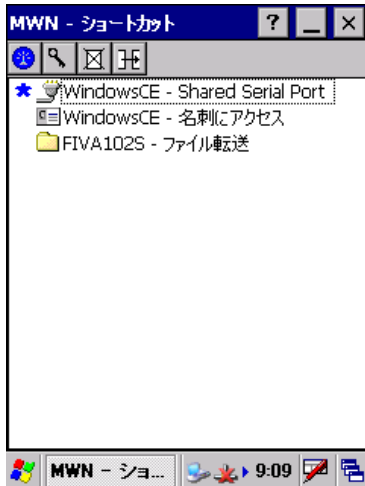 MWN - ショートカット ? _ ×
WindowsCE - Shared Serial Port
WindowsCE - 名刺にアクセス
FIVA102S - ファイル転送
MWN - ショ... 9:09